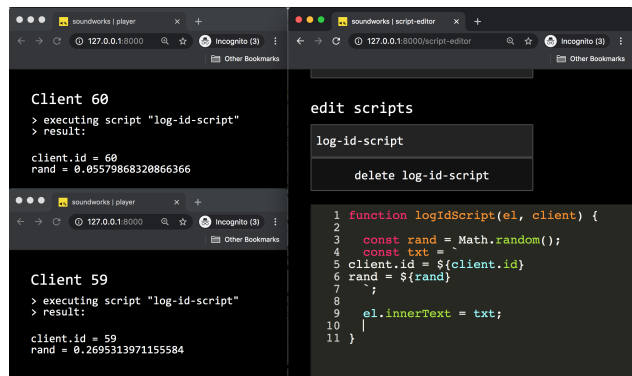 soundworks | player
127.0.0.1:8000
Incognito (3)
Other Bookmarks
Client 60
> executing script "log-id-script"
> result:
client.id = 60
rand = 0.05579868320866366
soundworks | player
127.0.0.1:8000
Incognito (3)
Other Bookmarks
Client 59
> executing script "log-id-script"
> result:
client.id = 59
rand = 0.2695313971155584
soundworks | script-editor
127.0.0.1:8000/script-editor
Incognito (3)
Other Bookmarks
edit scripts
log-id-script
delete log-id-script
1 function logIdScript(el, client) {
2
3 const rand = Math.random();
4 const txt = `
5 client.id = ${client.id}
6 rand = ${rand}
7 `;
8
9 el.innerText = txt;
10
11 }